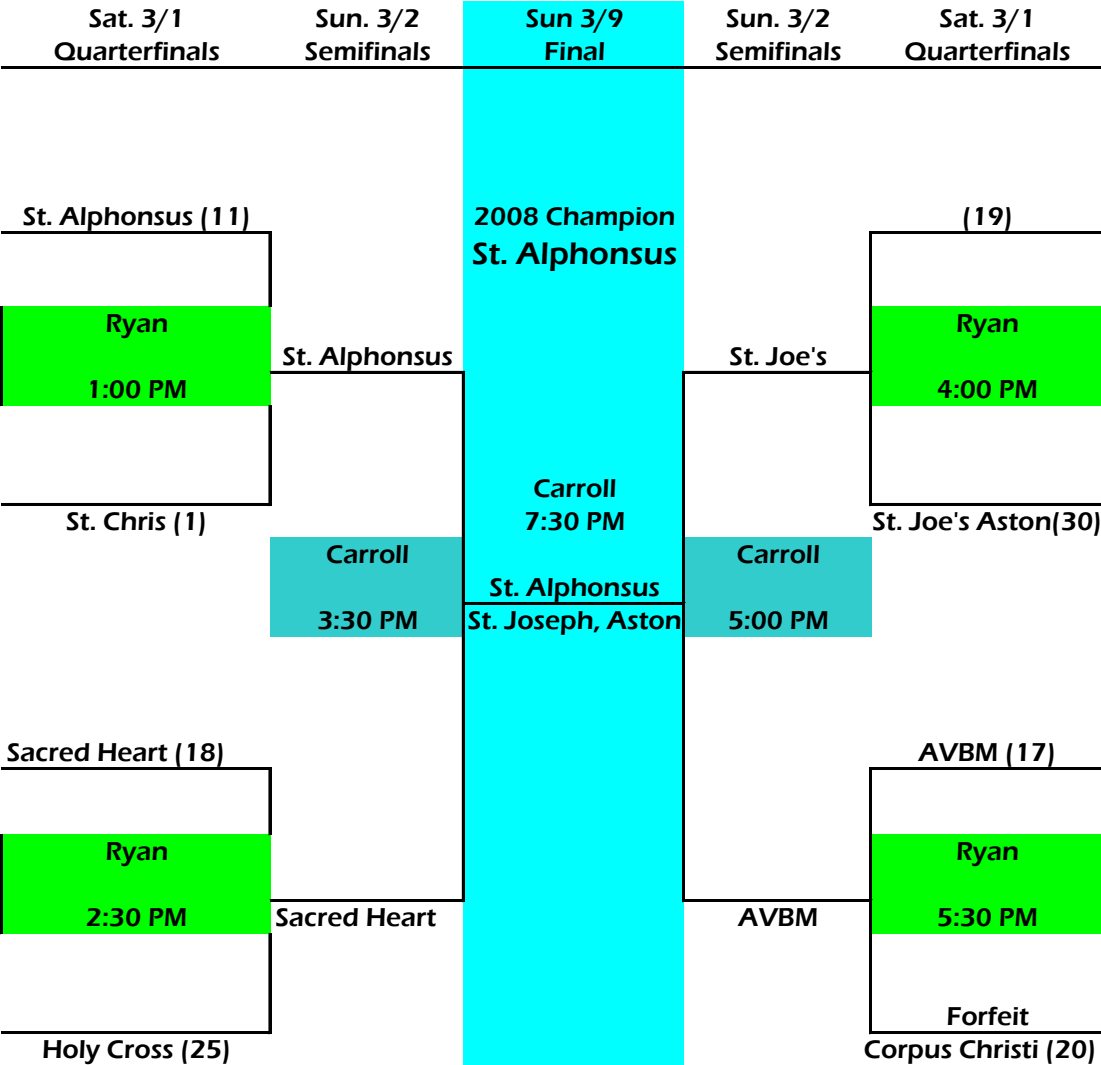 Sat. 3/1
Quarterfinals
Sun. 3/2
Semifinals
Sun 3/9
Final
Sun. 3/2
Semifinals
Sat. 3/1
Quarterfinals
St. Alphonsus (11)
2008 Champion
St. Alphonsus
(19)
Ryan
1:00 PM
St. Alphonsus
St. Joe's
Ryan
4:00 PM
St. Chris (1)
Carroll
7:30 PM
St. Joe's Aston(30)
Carroll
3:30 PM
St. Alphonsus
St. Joseph, Aston
Carroll
5:00 PM
Sacred Heart (18)
AVBM (17)
Ryan
2:30 PM
Sacred Heart
AVBM
Ryan
5:30 PM
Holy Cross (25)
Forfeit
Corpus Christi (20)